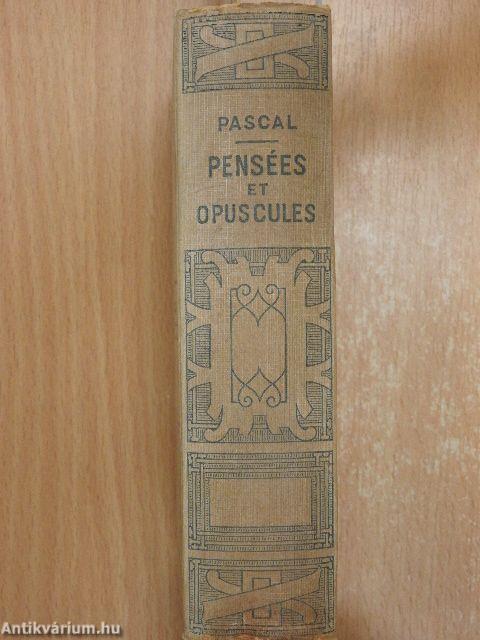 PASCAL
PENSÉES
ET
OPUSCULES
Antikvárium.hu